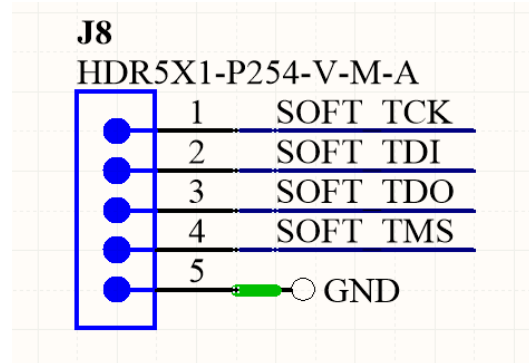 J8
HDR5X1-P254-V-M-A
1 SOFT TCK
2 SOFT TDI
3 SOFT TDO
4 SOFT TMS
5 GND